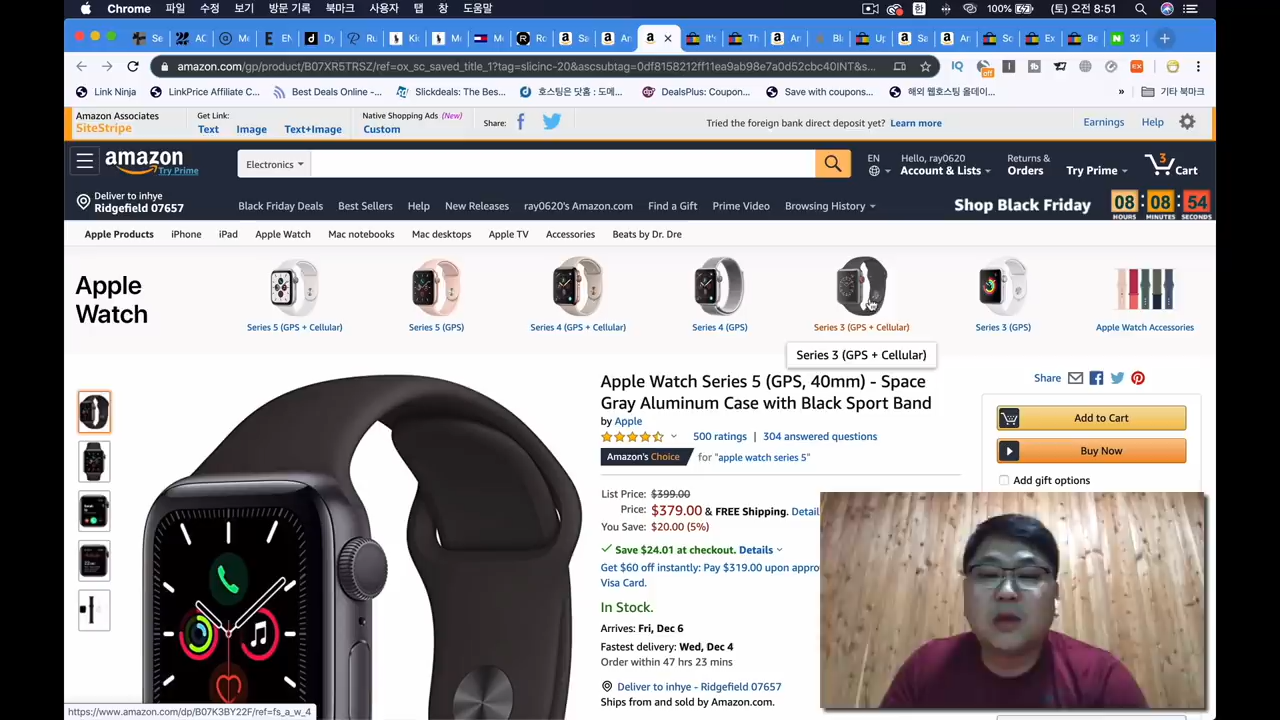 Chrome 파일 수정 보기 방문 기록 북마크 사용자 탭 창 도움말 100% (토) 오전 8:51
amazon.com/gp/product/B07XR5TRSZ/ref=ox_sc_saved_title_1?tag=slicinc-20&ascsubtag=0df8158212ff11ea9ab98e7a0d52cbc40INT&s...
Link Ninja LinkPrice Affiliate C... Best Deals Online -... Slickdeals: The Bes... 호스팅은 닷홈 : 도메... DealsPlus: Coupon... Save with coupons... 해외 웹호스팅 올데이... » 기타 북마크
Amazon Associates
SiteStripe
Get Link:
Text Image Text+Image
Native Shopping Ads (New)
Custom
Share:
Tried the foreign bank direct deposit yet? Learn more
Earnings Help
amazon
Try Prime
Electronics
EN
Hello, ray0620
Account & Lists
Returns &
Orders
Try Prime
3
Cart
Deliver to inhye
Ridgefield 07657
Black Friday Deals Best Sellers Help New Releases ray0620's Amazon.com Find a Gift Prime Video Browsing History
Shop Black Friday 08 : 08 : 54
HOURS MINUTES SECONDS
Apple Products iPhone iPad Apple Watch Mac notebooks Mac desktops Apple TV Accessories Beats by Dr. Dre
Apple
Watch
Series 5 (GPS + Cellular) Series 5 (GPS) Series 4 (GPS + Cellular) Series 4 (GPS) Series 3 (GPS + Cellular) Series 3 (GPS) Apple Watch Accessories
Series 3 (GPS + Cellular)
Apple Watch Series 5 (GPS, 40mm) - Space
Gray Aluminum Case with Black Sport Band
by Apple
500 ratings | 304 answered questions
Amazon's Choice for "apple watch series 5"
List Price: $399.00
Price: $379.00 & FREE Shipping. Detail
You Save: $20.00 (5%)
Save $24.01 at checkout. Details
Get $60 off instantly: Pay $319.00 upon appro
Visa Card.
In Stock.
Arrives: Fri, Dec 6
Fastest delivery: Wed, Dec 4
Order within 47 hrs 23 mins
Deliver to inhye - Ridgefield 07657
Ships from and sold by Amazon.com.
Share
Add to Cart
Buy Now
Add gift options
https://www.amazon.com/dp/B07K3BY22F/ref=fs_a_w_4